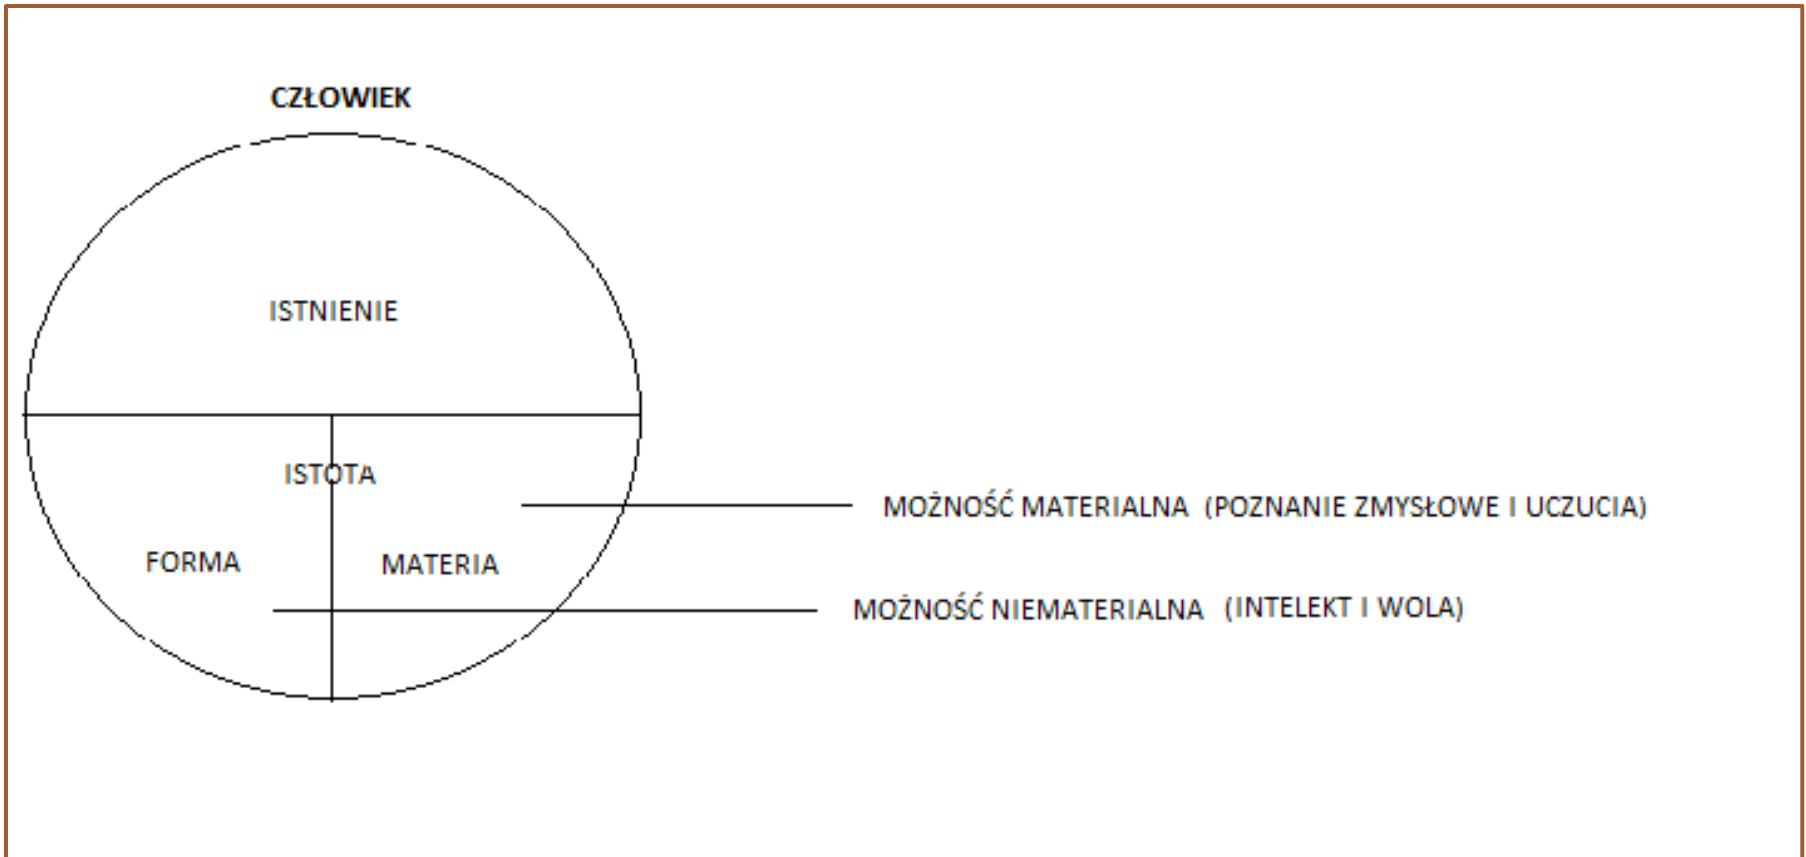 CZŁOWIEK
ISTNIENIE
ISTOTA
MOŻNOŚĆ MATERIALNA (POZNANIE ZMYSŁOWE I UCZUCIA)
FORMA
MATERIA
MOŻNOŚĆ NIEMATERIALNA (INTELEKT I WOLA)